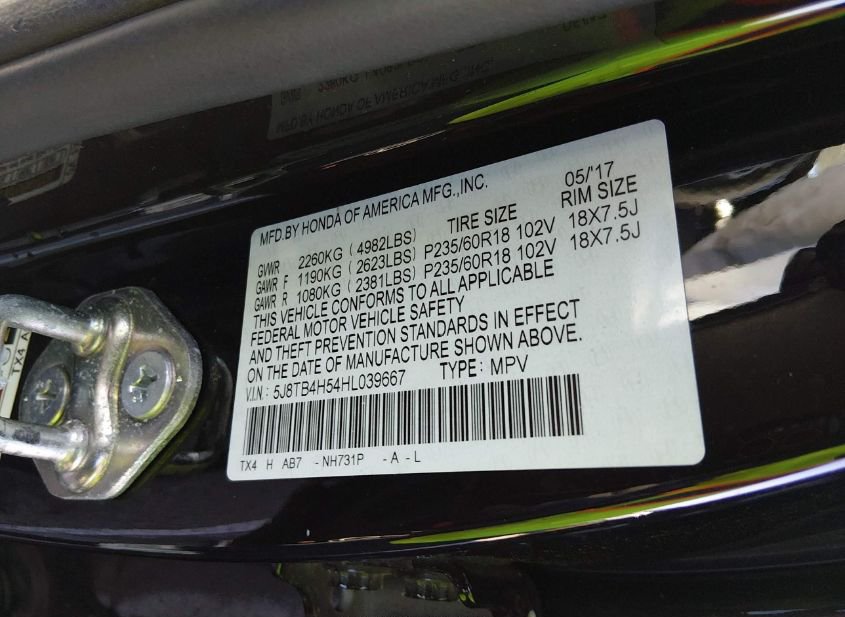 MFD.BY HONDA OF AMERICA MFG.,INC. 05/'17
TIRE SIZE RIM SIZE
GVWR 2260KG ( 4982LBS)
GAWR F 1190KG ( 2623LBS) P235/60R18 102V 18X7.5J
GAWR R 1080KG ( 2381LBS) P235/60R18 102V 18X7.5J
THIS VEHICLE CONFORMS TO ALL APPLICABLE
FEDERAL MOTOR VEHICLE SAFETY
AND THEFT PREVENTION STANDARDS IN EFFECT
ON THE DATE OF MANUFACTURE SHOWN ABOVE.
V.I.N.: 5J8TB4H54HL039667 TYPE: MPV
TX4 H AB7 -NH731P -A -L
TX4 A